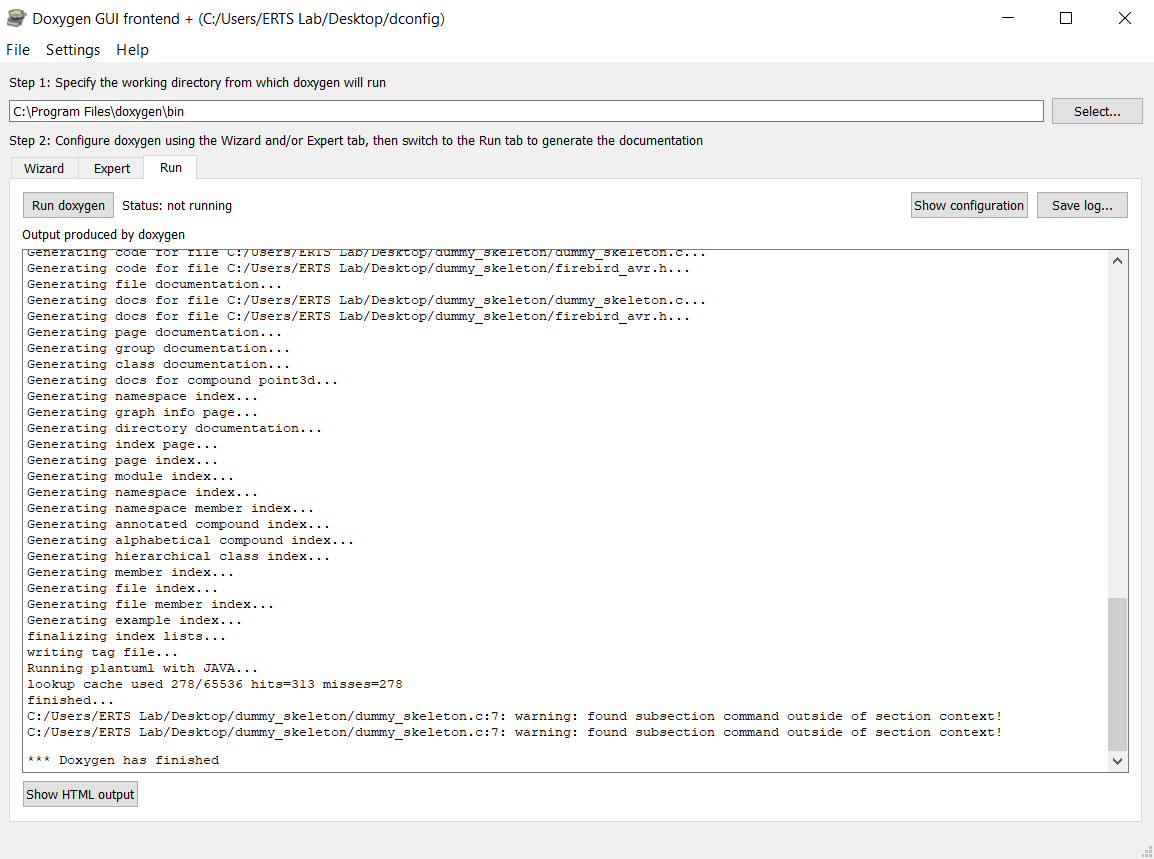 Doxygen GUI frontend + (C:/Users/ERTS Lab/Desktop/dconfig)
File Settings Help
Step 1: Specify the working directory from which doxygen will run
C:\Program Files\doxygen\bin Select...
Step 2: Configure doxygen using the Wizard and/or Expert tab, then switch to the Run tab to generate the documentation
Wizard Expert Run
Run doxygen Status: not running Show configuration Save log...
Output produced by doxygen
Generating code for file C:/Users/ERTS Lab/Desktop/dummy_skeleton/dummy_skeleton.c...
Generating code for file C:/Users/ERTS Lab/Desktop/dummy_skeleton/firebird_avr.h...
Generating file documentation...
Generating docs for file C:/Users/ERTS Lab/Desktop/dummy_skeleton/dummy_skeleton.c...
Generating docs for file C:/Users/ERTS Lab/Desktop/dummy_skeleton/firebird_avr.h...
Generating page documentation...
Generating group documentation...
Generating class documentation...
Generating docs for compound point3d...
Generating namespace index...
Generating graph info page...
Generating directory documentation...
Generating index page...
Generating page index...
Generating module index...
Generating namespace index...
Generating namespace member index...
Generating annotated compound index...
Generating alphabetical compound index...
Generating hierarchical class index...
Generating member index...
Generating file index...
Generating file member index...
Generating example index...
finalizing index lists...
writing tag file...
Running plantuml with JAVA...
lookup cache used 278/65536 hits=313 misses=278
finished...
C:/Users/ERTS Lab/Desktop/dummy_skeleton/dummy_skeleton.c:7: warning: found subsection command outside of section context!
C:/Users/ERTS Lab/Desktop/dummy_skeleton/dummy_skeleton.c:7: warning: found subsection command outside of section context!
*** Doxygen has finished
Show HTML output